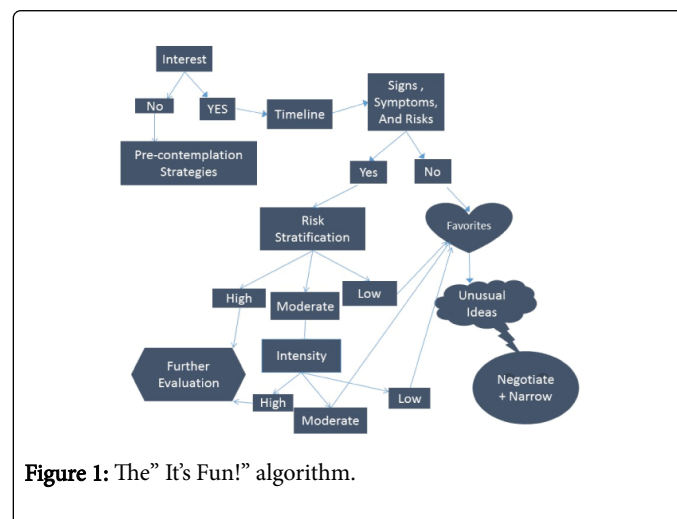 Interest
No
YES
Timeline
Signs ,
Symptoms,
And Risks
Pre-contemplation
Strategies
Yes
No
Risk
Stratification
Favorites
High
Moderate
Low
Unusual
Ideas
Intensity
Further
Evaluation
High
Moderate
Low
Negotiate
+ Narrow
Figure 1: The” It’s Fun!” algorithm.